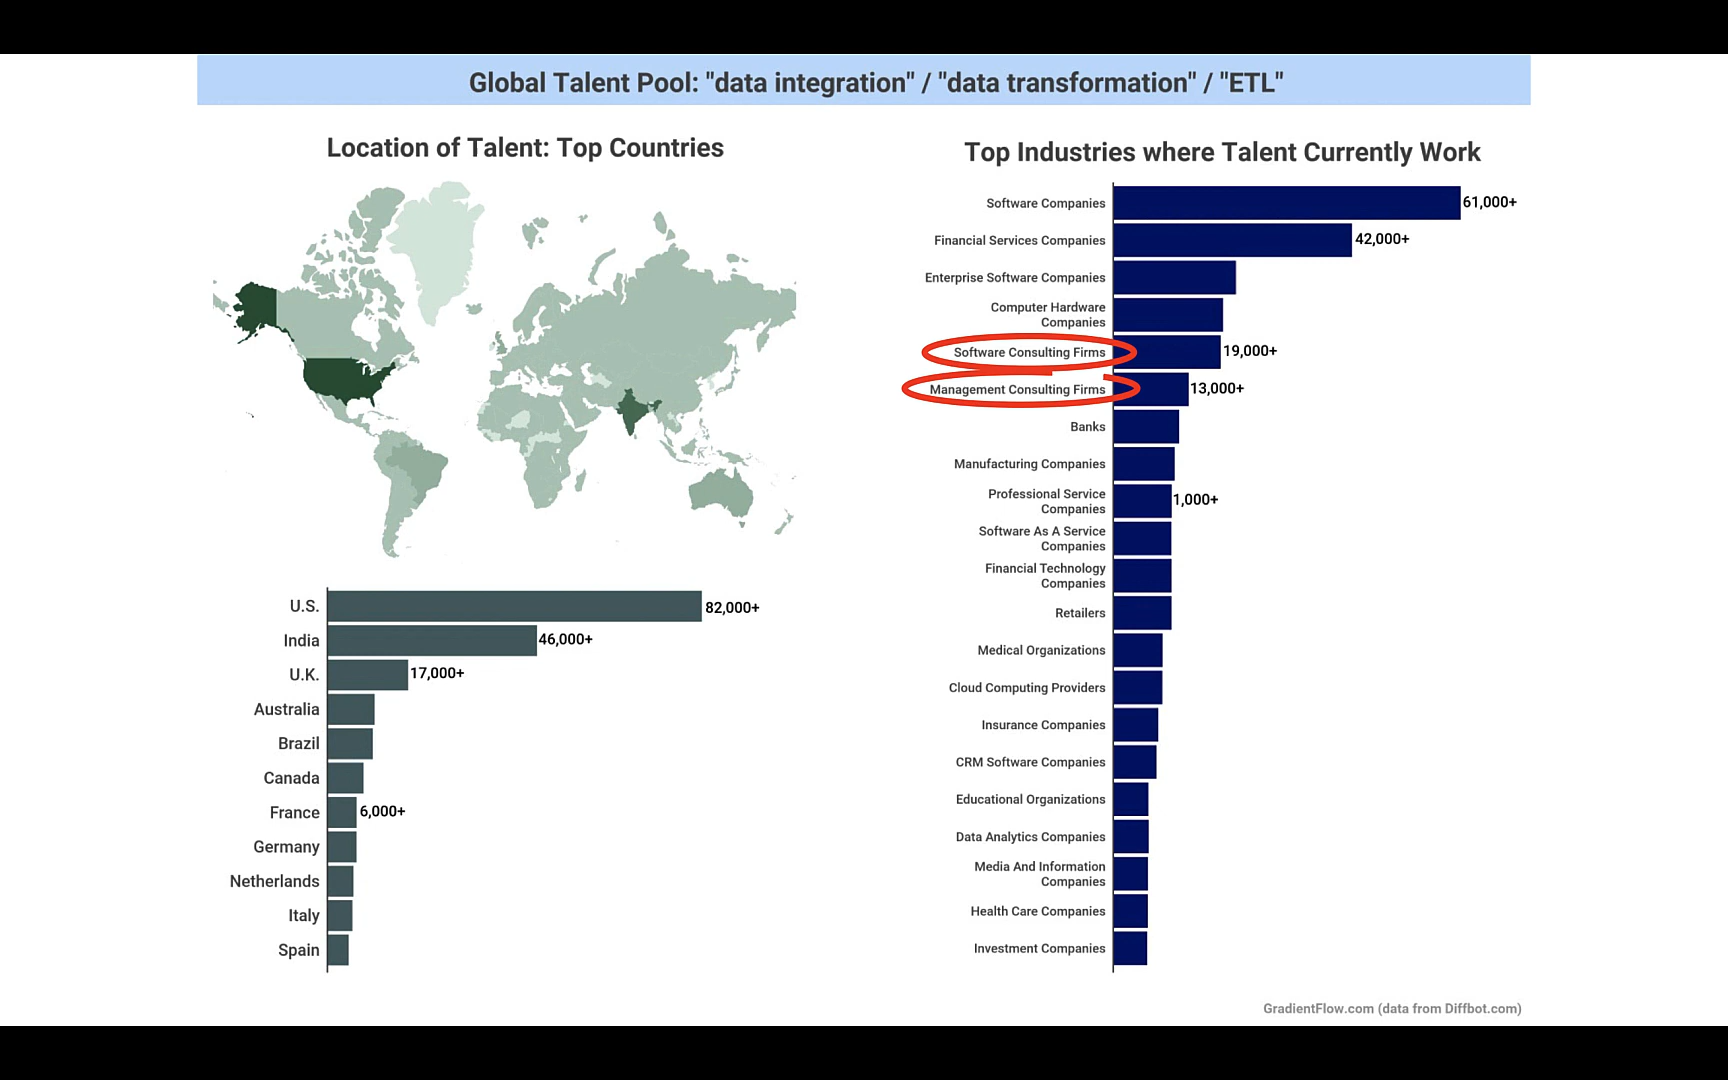 Global Talent Pool: "data integration" / "data transformation" / "ETL"
Location of Talent: Top Countries
U.S.
82,000+
India
46,000+
U.K.
17,000+
Australia
Brazil
Canada
France
6,000+
Germany
Netherlands
Italy
Spain
Top Industries where Talent Currently Work
Software Companies
61,000+
Financial Services Companies
42,000+
Enterprise Software Companies
Computer Hardware
Companies
Software Consulting Firms
19,000+
Management Consulting Firms
13,000+
Banks
Manufacturing Companies
Professional Service
Companies
1,000+
Software As A Service
Companies
Financial Technology
Companies
Retailers
Medical Organizations
Cloud Computing Providers
Insurance Companies
CRM Software Companies
Educational Organizations
Data Analytics Companies
Media And Information
Companies
Health Care Companies
Investment Companies
GradientFlow.com (data from Diffbot.com)